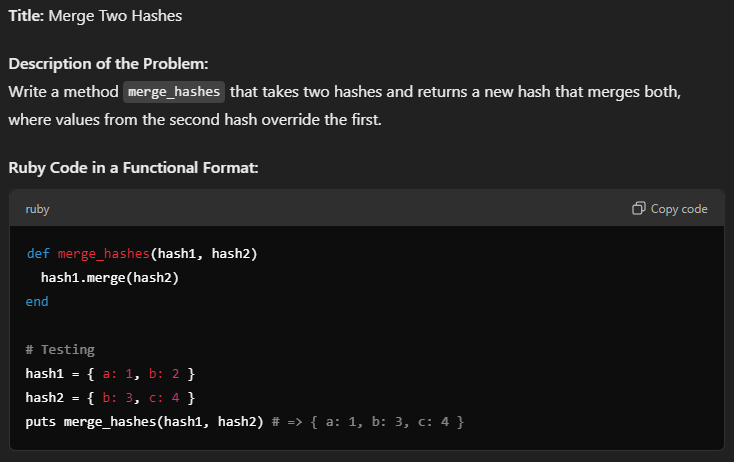 Title: Merge Two Hashes
Description of the Problem:
Write a method merge_hashes that takes two hashes and returns a new hash that merges both,
where values from the second hash override the first.
Ruby Code in a Functional Format:
ruby Copy code
def merge_hashes(hash1, hash2)
  hash1.merge(hash2)
end
# Testing
hash1 = { a: 1, b: 2 }
hash2 = { b: 3, c: 4 }
puts merge_hashes(hash1, hash2) # => { a: 1, b: 3, c: 4 }